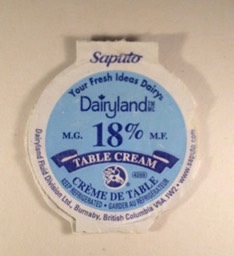 Saputo
Your Fresh Ideas Dairy
Dairyland
M.G. 18% M.F.
TABLE CREAM
4288
CRÈME DE TABLE
KEEP REFRIGERATED • GARDER AU RÉFRIGÉRATEUR
Dairyland Fluid Division Ltd., Burnaby, British Columbia V5A 1W2 • www.saputo.com